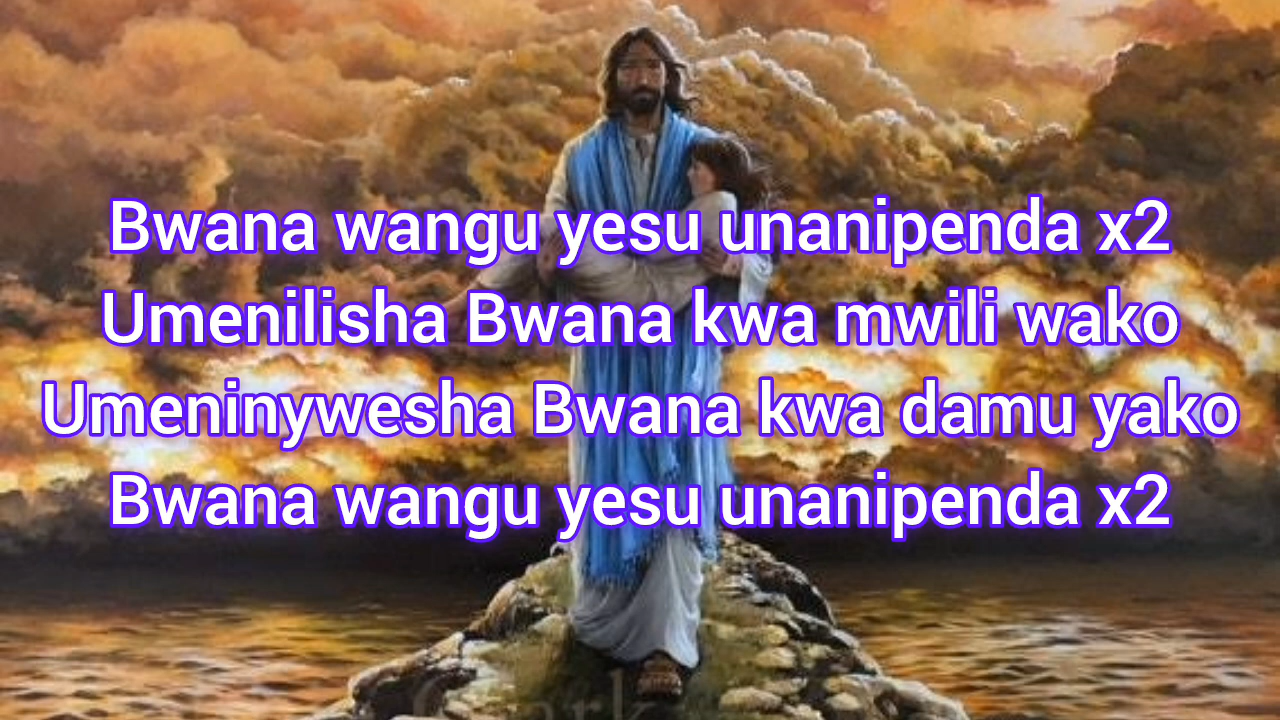 Bwana wangu yesu unanipenda x2
Umenilisha Bwana kwa mwili wako
Umeninywesha Bwana kwa damu yako
Bwana wangu yesu unanipenda x2